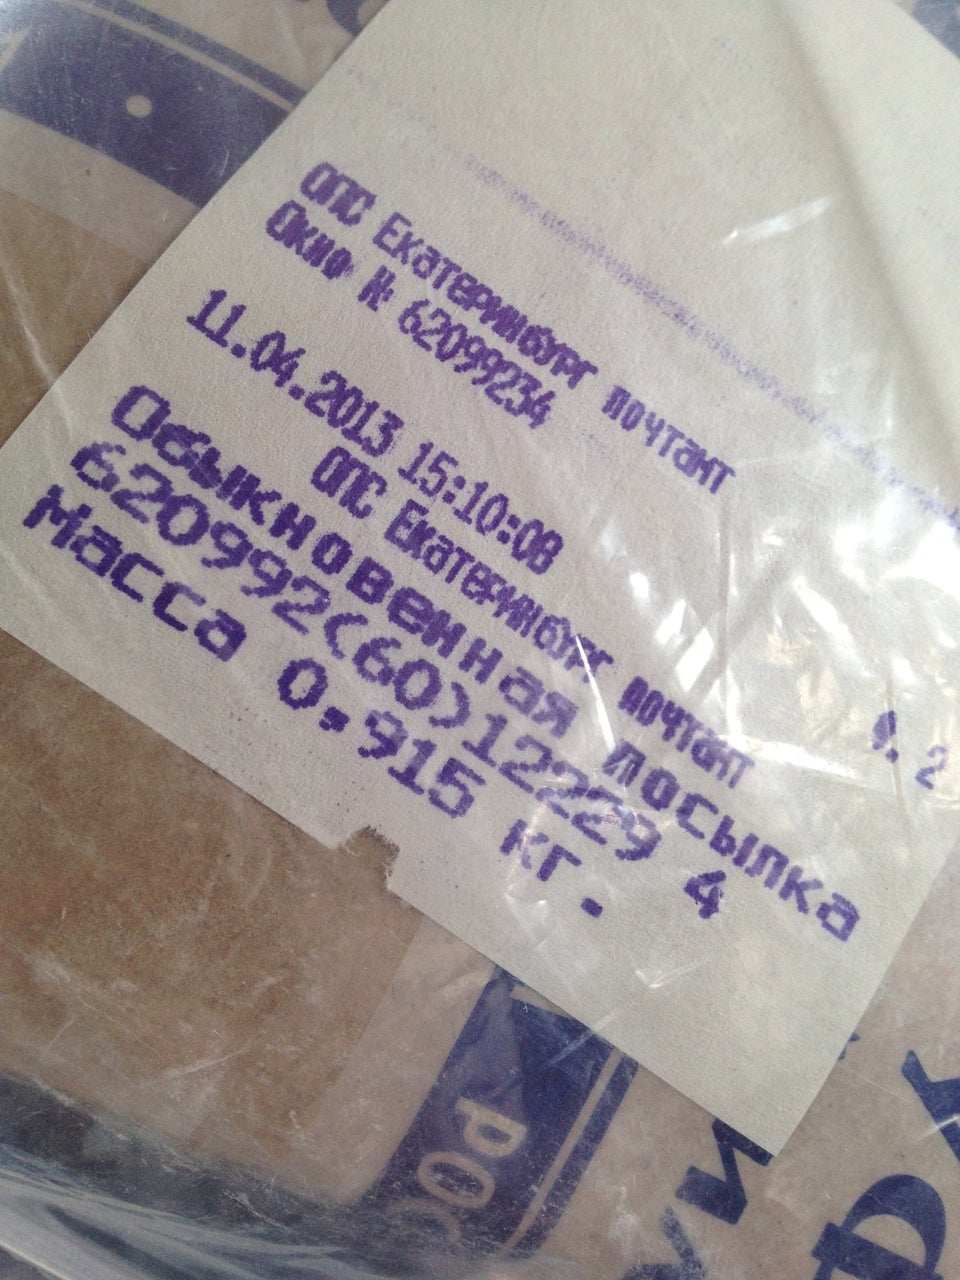 ОПС Екатеринбург почтамт
Окно № 62099234
11.04.2013 15:10:08
ОПС Екатеринбург почтамт
Обыкновенная посылка
620992(60)12229 4
Масса 0,915 кг.